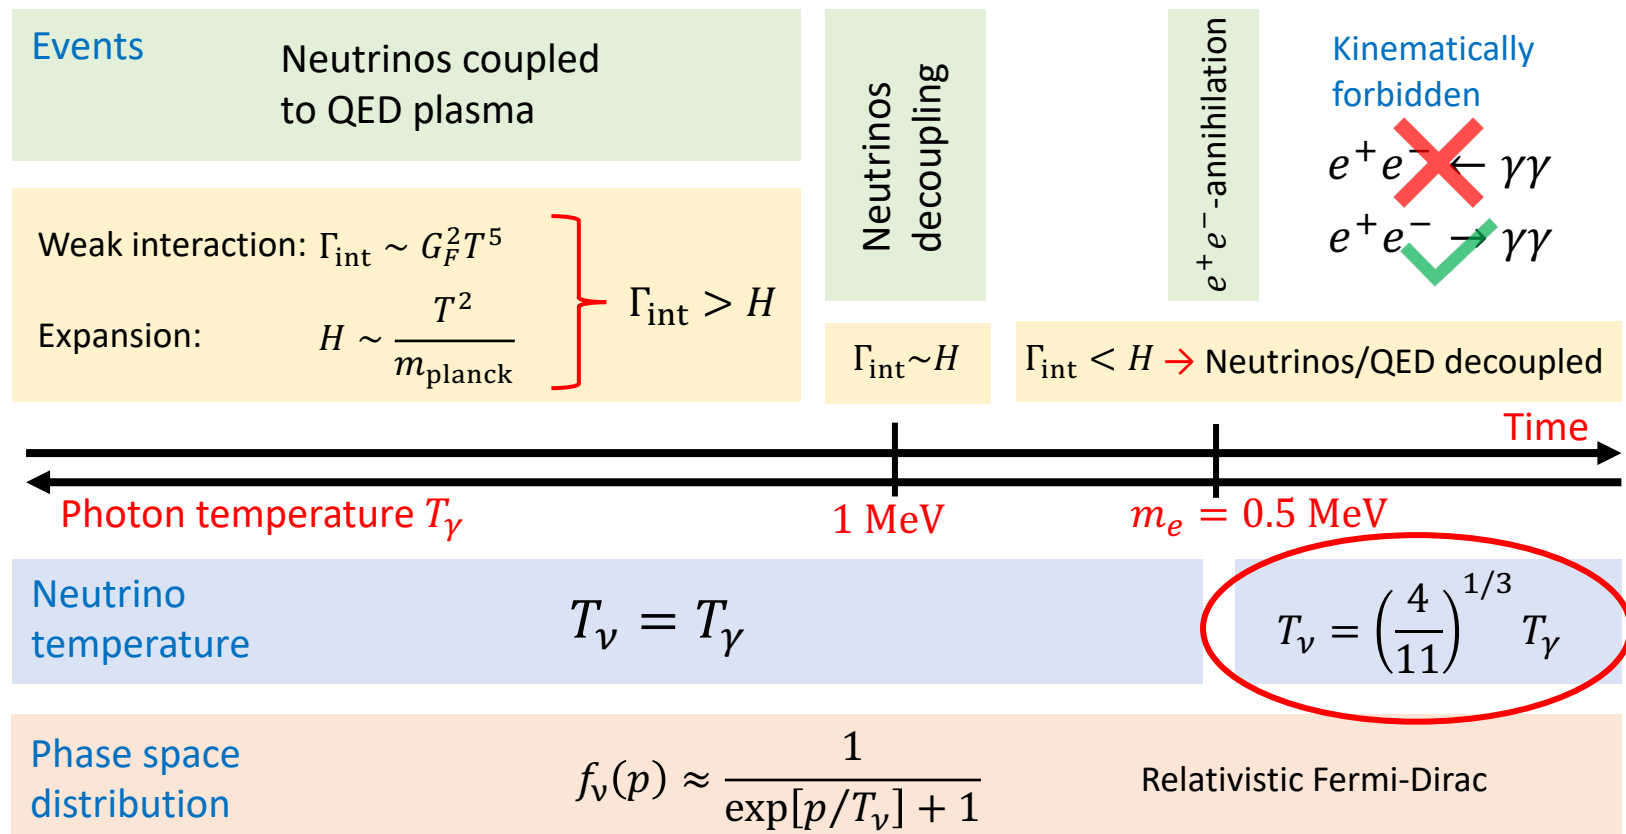 Events
Neutrinos coupled
to QED plasma
Neutrinos
decoupling
e⁺e⁻-annihilation
Kinematically
forbidden
e⁺e⁻ ← γγ
e⁺e⁻ → γγ
Weak interaction: Γ_int ~ G_F² T⁵
Expansion: H ~ T² / m_planck
Γ_int > H
Γ_int~H
Γ_int < H → Neutrinos/QED decoupled
Time
Photon temperature T_γ
1 MeV
m_e = 0.5 MeV
Neutrino
temperature
T_ν = T_γ
T_ν = (4/11)^{1/3} T_γ
Phase space
distribution
f_ν(p) ≈ 1 / (exp[p/T_ν] + 1)
Relativistic Fermi-Dirac